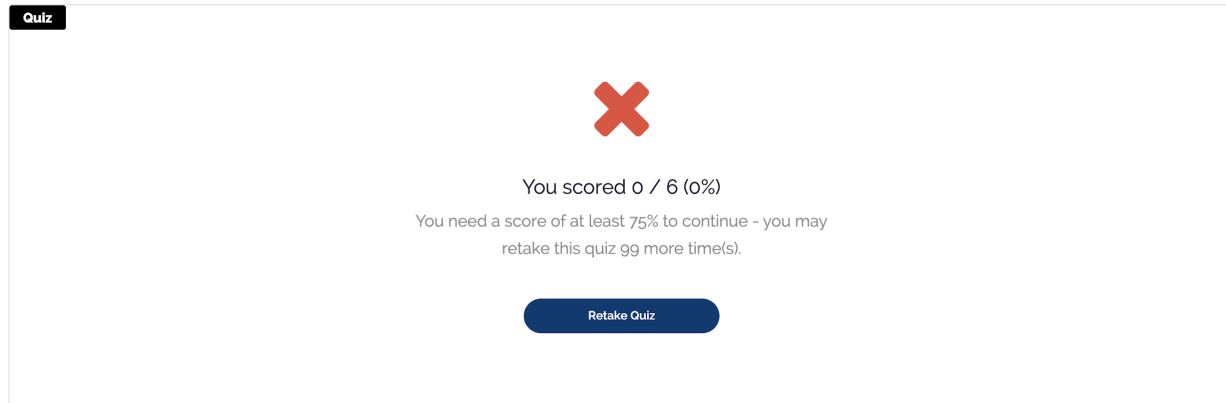 Quiz
You scored 0 / 6 (0%)
You need a score of at least 75% to continue - you may
retake this quiz 99 more time(s).
Retake Quiz